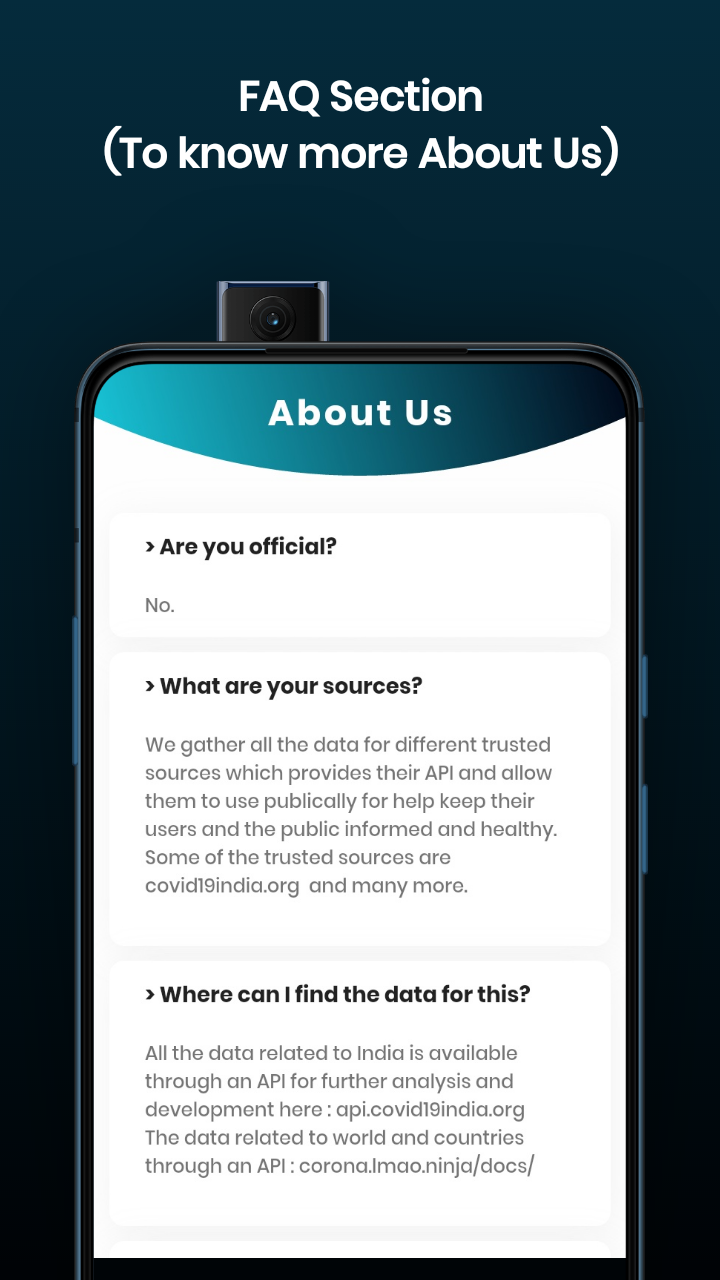 FAQ Section
(To know more About Us)
About Us
> Are you official?
No.
> What are your sources?
We gather all the data for different trusted
sources which provides their API and allow
them to use publically for help keep their
users and the public informed and healthy.
Some of the trusted sources are
covid19india.org  and many more.
> Where can I find the data for this?
All the data related to India is available
through an API for further analysis and
development here : api.covid19india.org
The data related to world and countries
through an API : corona.lmao.ninja/docs/